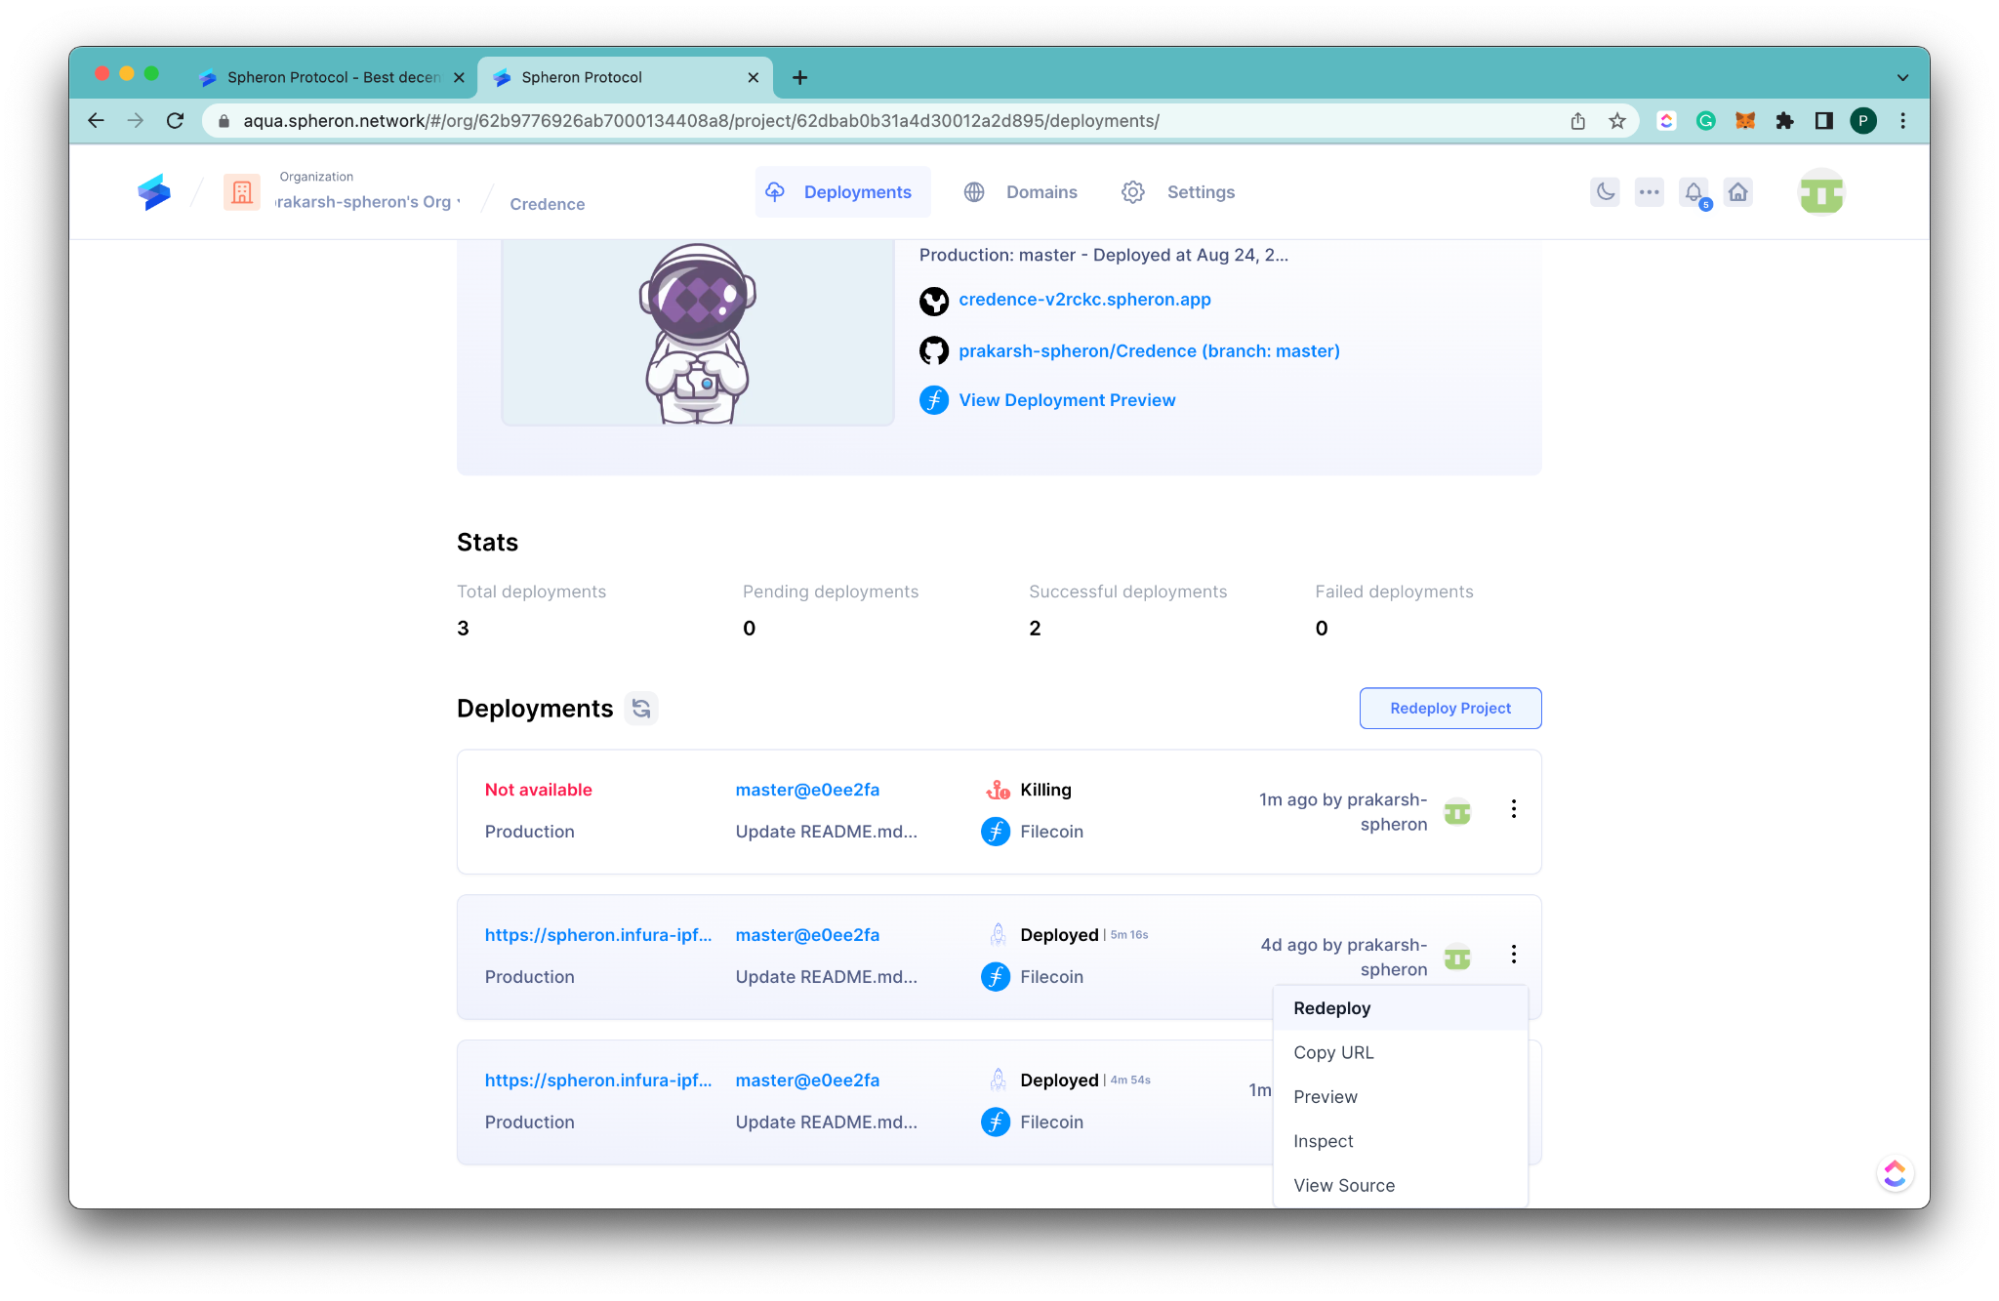 Spheron Protocol - Best decen
Spheron Protocol
aqua.spheron.network/#/org/62b9776926ab7000134408a8/project/62dbab0b31a4d30012a2d895/deployments/
P
Organization
rakarsh-spheron's Org
Credence
Deployments
Domains
Settings
5
Production: master - Deployed at Aug 24, 2...
credence-v2rckc.spheron.app
prakarsh-spheron/Credence (branch: master)
View Deployment Preview
Stats
Total deployments
Pending deployments
Successful deployments
Failed deployments
3
0
2
0
Deployments
Redeploy Project
Not available
master@e0ee2fa
Killing
1m ago by prakarsh-
spheron
Production
Update README.md...
Filecoin
https://spheron.infura-ipf...
master@e0ee2fa
Deployed | 5m 16s
4d ago by prakarsh-
spheron
Production
Update README.md...
Filecoin
https://spheron.infura-ipf...
master@e0ee2fa
Deployed | 4m 54s
1m
Production
Update README.md...
Filecoin
Redeploy
Copy URL
Preview
Inspect
View Source